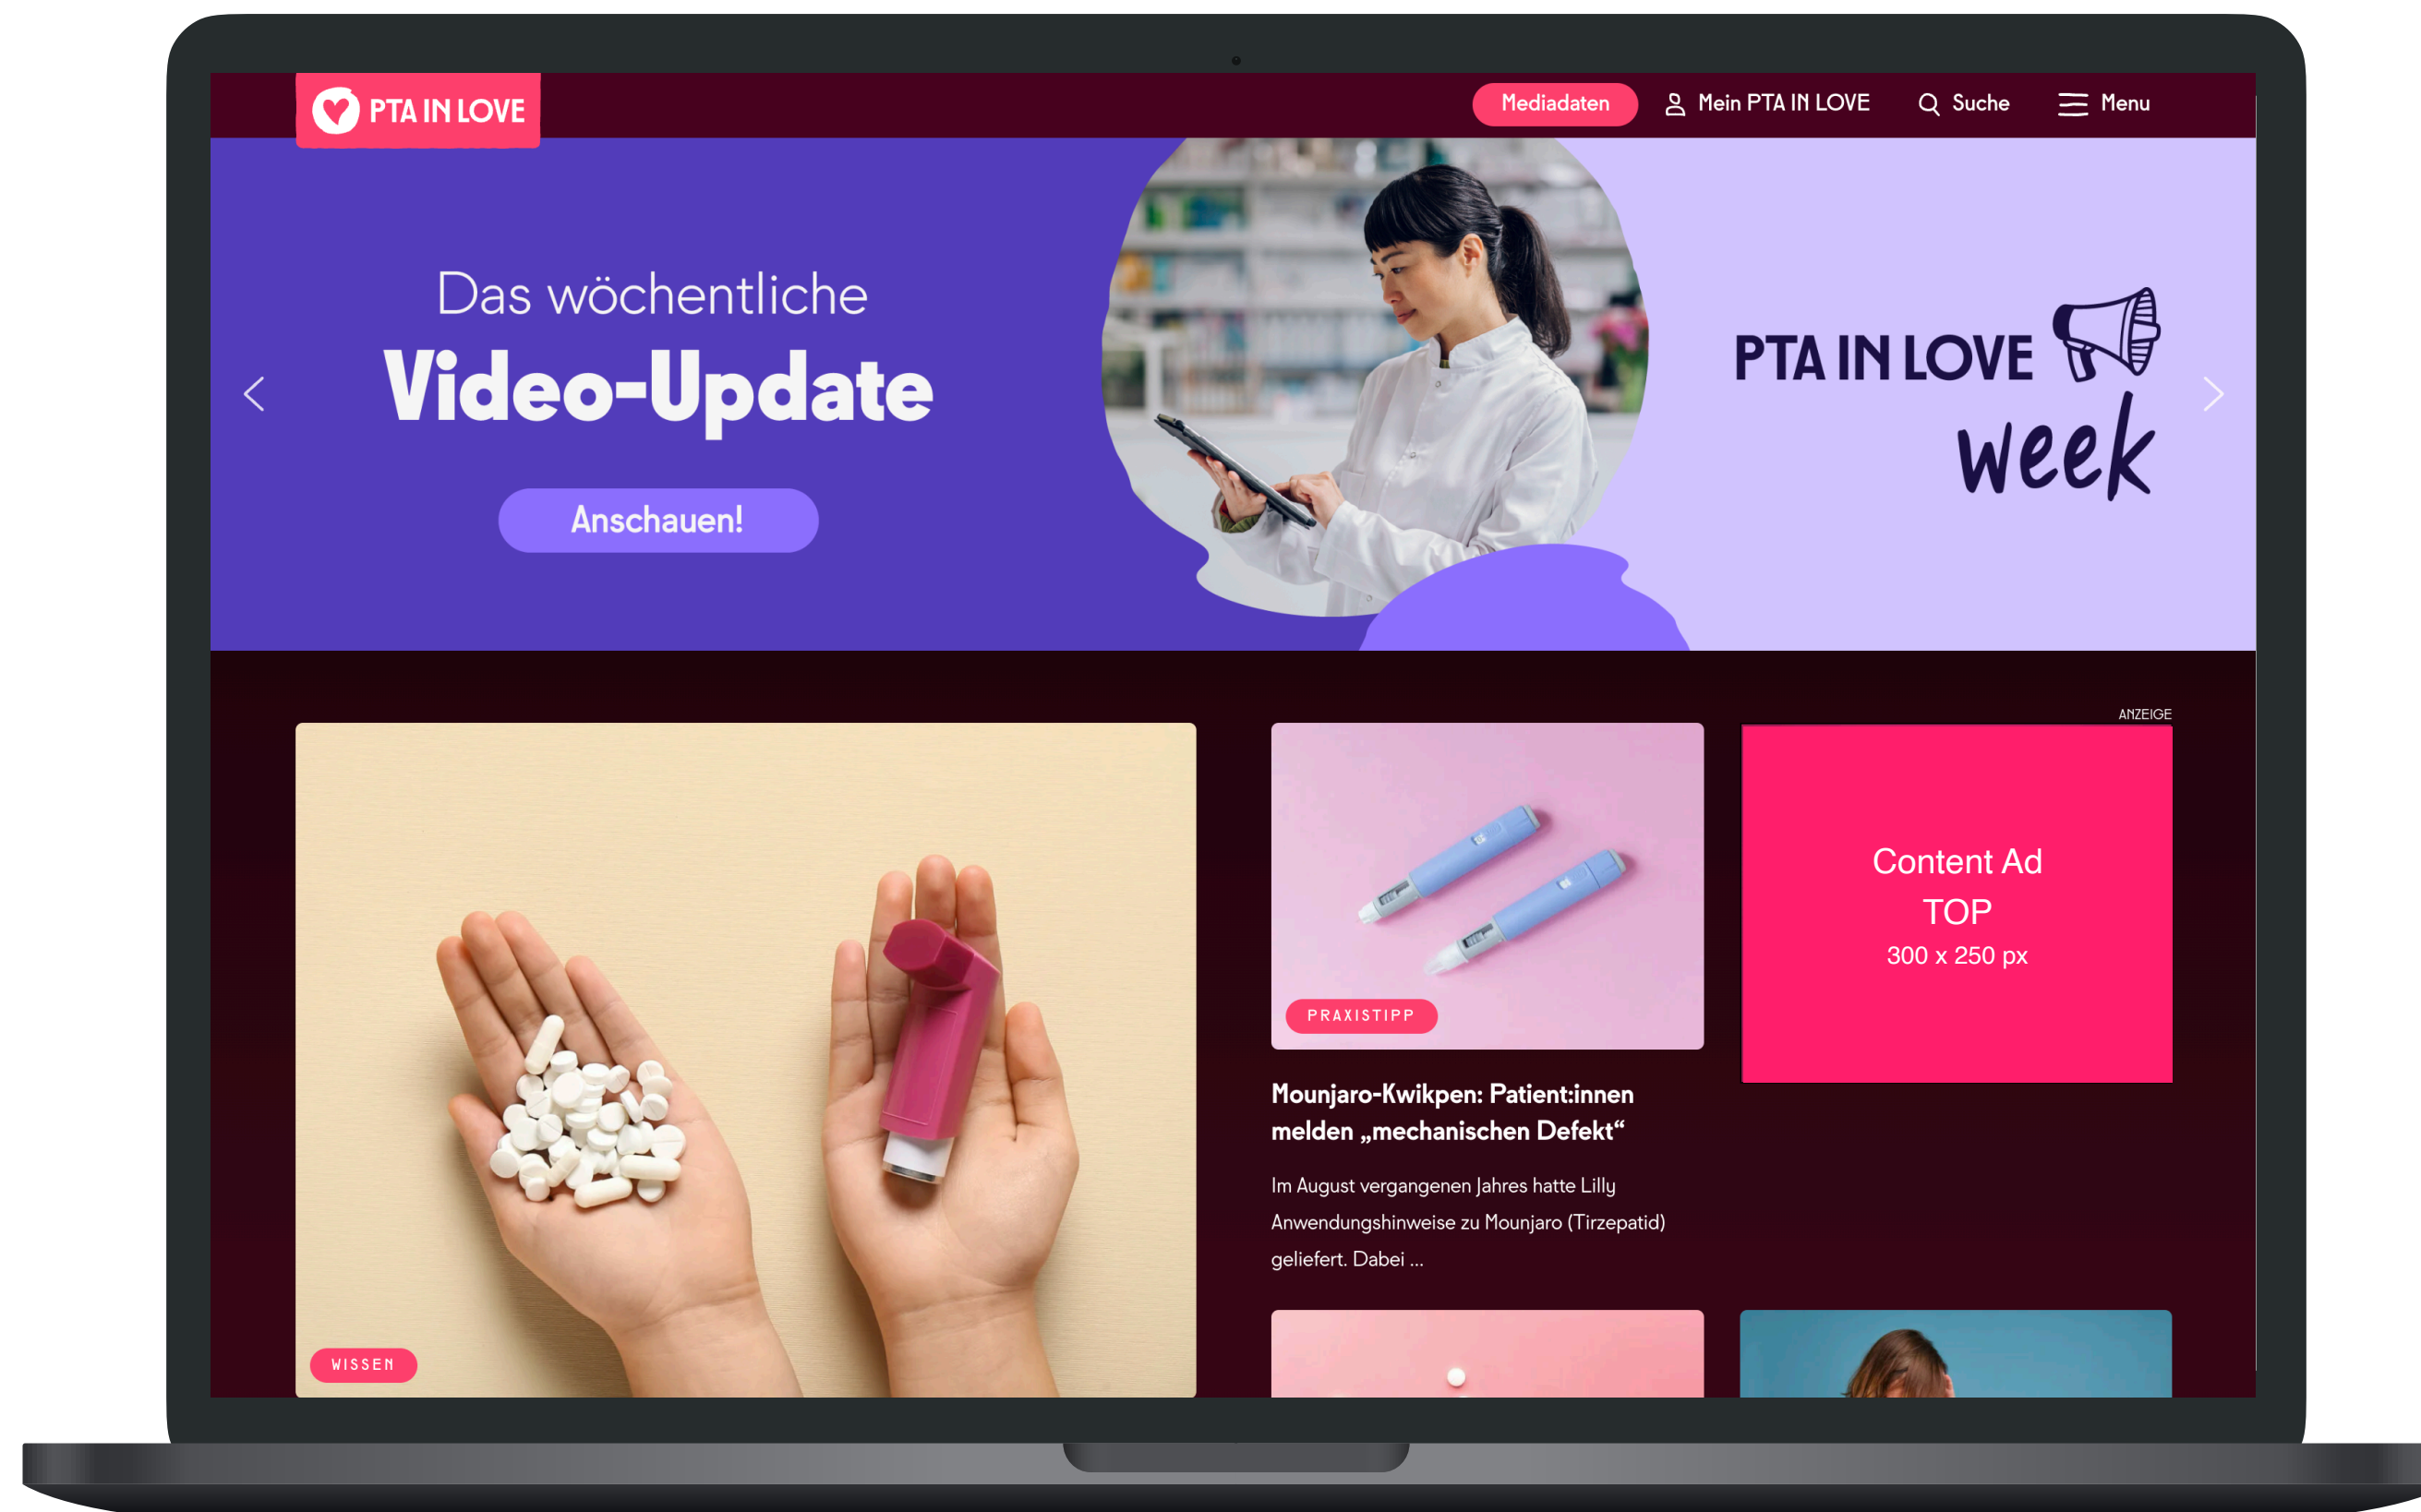 PTA IN LOVE
Mediadaten
Mein PTA IN LOVE
Suche
Menu
Das wöchentliche
Video-Update
Anschauen!
PTA IN LOVE
week
ANZEIGE
Content Ad
TOP
300 x 250 px
PRAXISTIPP
Mounjaro-Kwikpen: Patient:innen
melden „mechanischen Defekt“
Im August vergangenen Jahres hatte Lilly
Anwendungshinweise zu Mounjaro (Tirzepatid)
geliefert. Dabei ...
WISSEN